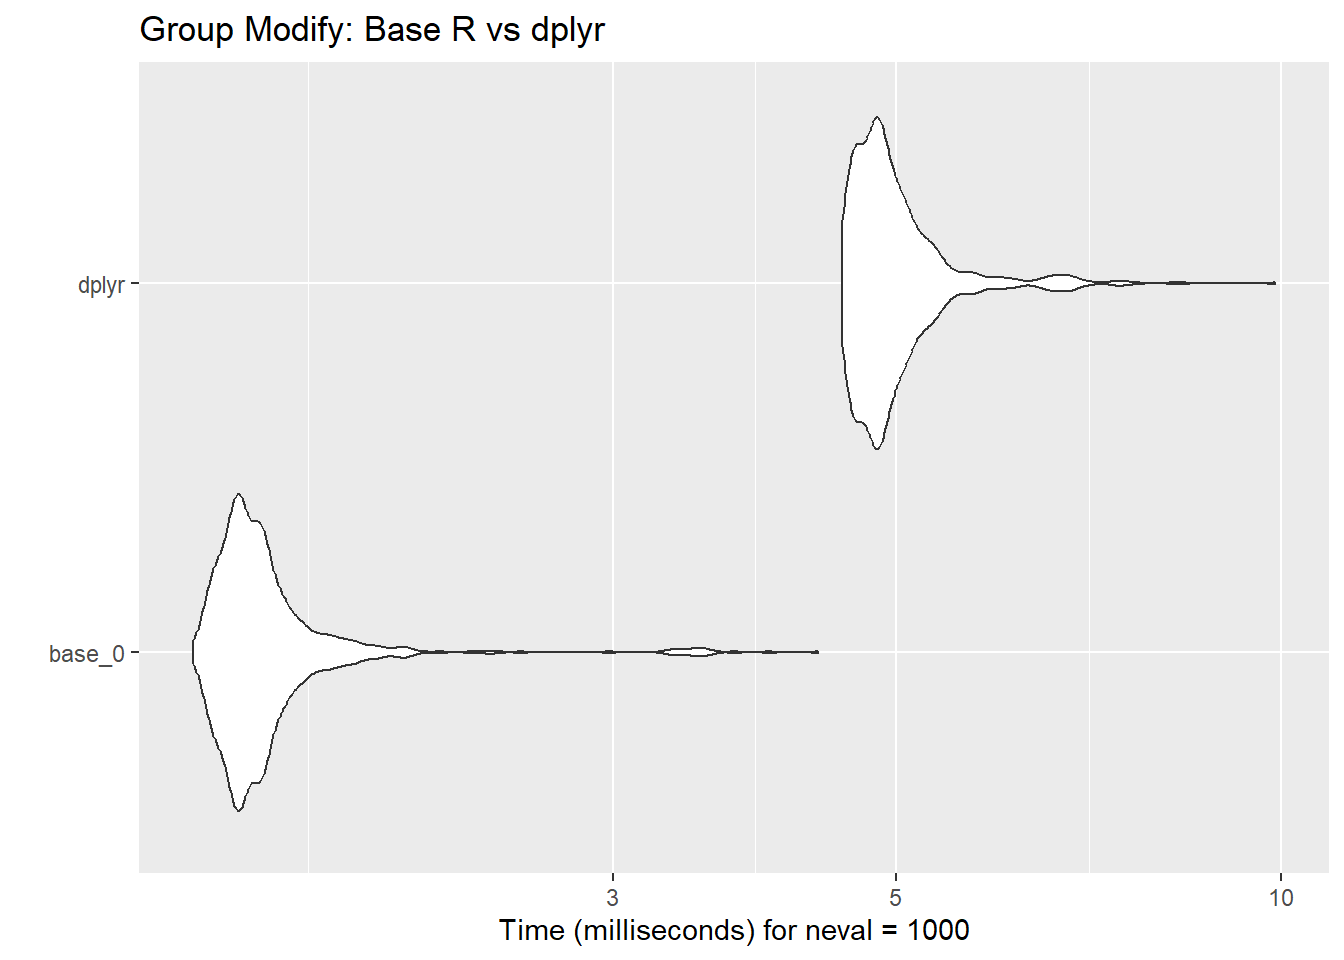 Group Modify: Base R vs dplyr
dplyr
base_0
3
5
10
Time (milliseconds) for neval = 1000